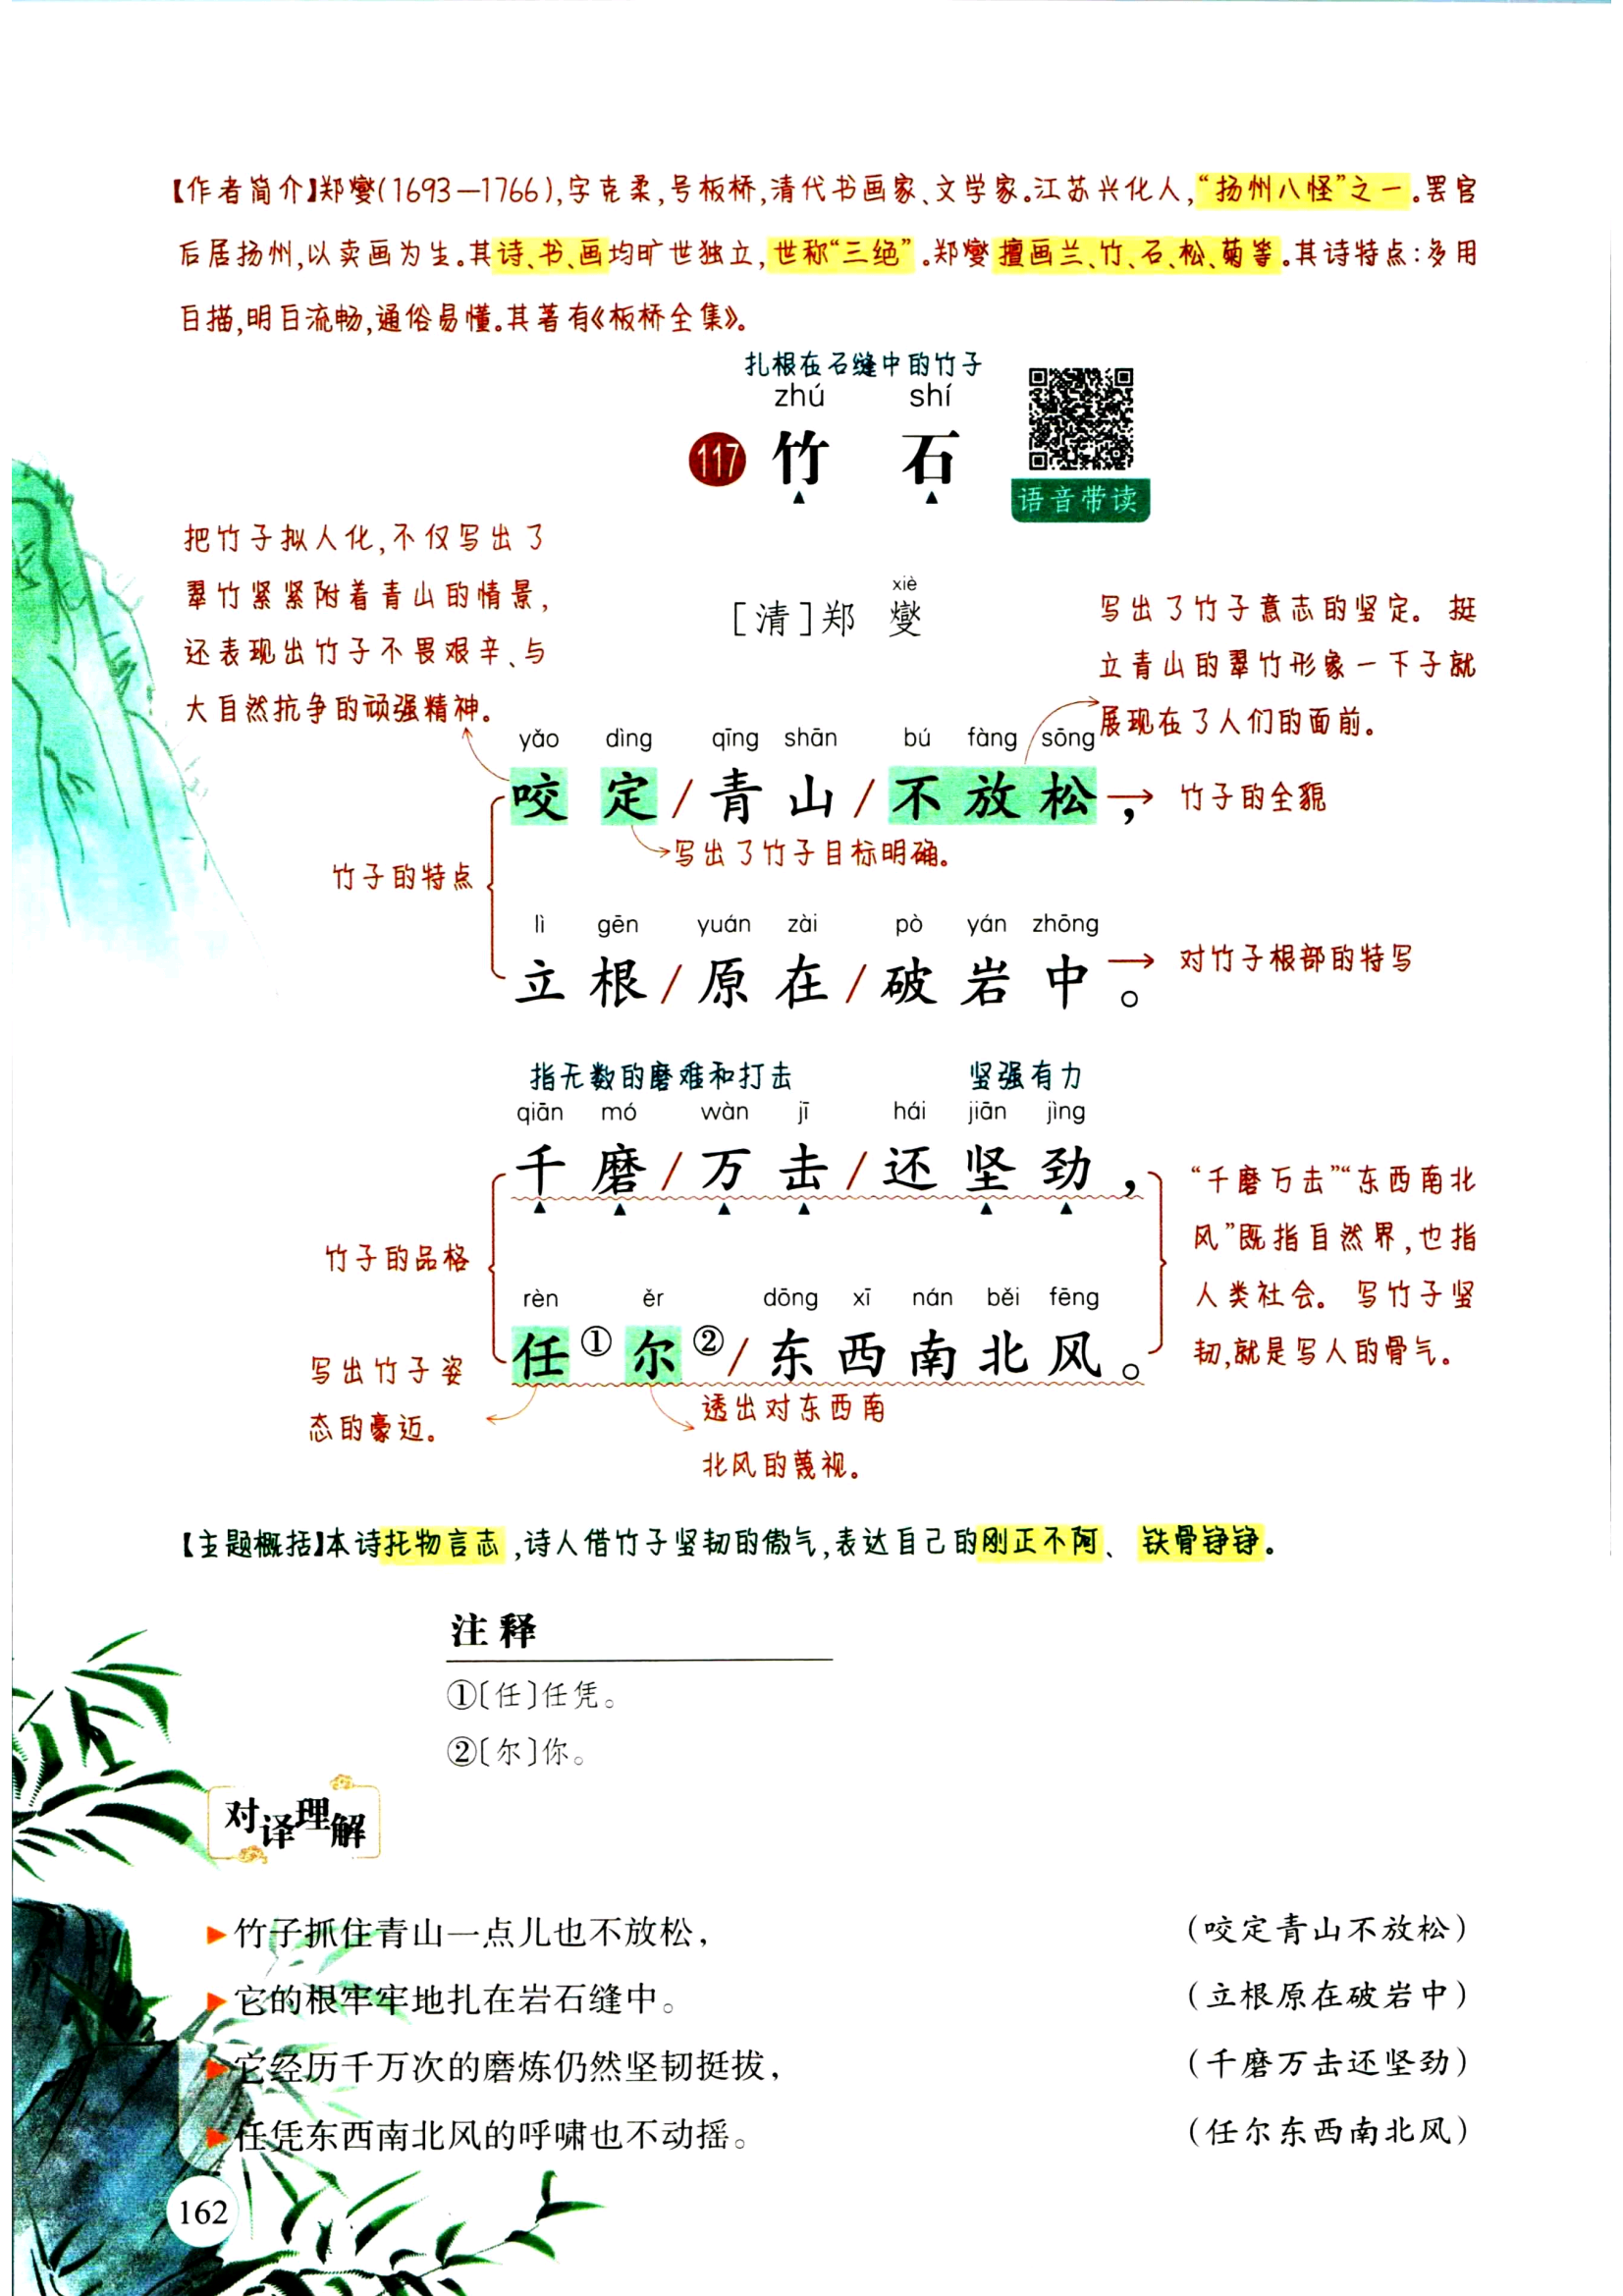 【作者简介】郑燮(1693—1766),字克柔,号板桥,清代书画家、文学家。江苏兴化人,“扬州八怪”之一。罢官
后居扬州,以卖画为生。其诗、书、画均旷世独立,世称“三绝”。郑燮擅画兰、竹、石、松、菊等。其诗特点:多用
白描,明白流畅,通俗易懂。其著有《板桥全集》。
扎根在石缝中的竹子
zhú shí
117 竹 石
语音带读
xiè
[清]郑 燮
把竹子拟人化,不仅写出了
翠竹紧紧附着青山的情景,
还表现出竹子不畏艰辛、与
大自然抗争的顽强精神。
写出了竹子意志的坚定。挺
立青山的翠竹形象一下子就
展现在了人们的面前。
yǎo dìng qīng shān bú fàng sōng
咬 定/青 山/不 放 松,
竹子的全貌
写出了竹子目标明确。
竹子的特点
lì gēn yuán zài pò yán zhōng
立 根/原 在/破 岩 中。
对竹子根部的特写
指无数的磨难和打击 坚强有力
qiān mó wàn jī hái jiān jìng
千 磨/万 击/还 坚 劲,
竹子的品格
“千磨万击”“东西南北
风”既指自然界,也指
人类社会。写竹子坚
韧,就是写人的骨气。
rèn ěr dōng xī nán běi fēng
任①尔②/东 西 南 北 风。
写出竹子姿
态的豪迈。
透出对东西南
北风的蔑视。
【主题概括】本诗托物言志,诗人借竹子坚韧的傲气,表达自己的刚正不阿、铁骨铮铮。
注释
①〔任〕任凭。
②〔尔〕你。
对译理解
竹子抓住青山一点儿也不放松, (咬定青山不放松)
它的根牢牢地扎在岩石缝中。 (立根原在破岩中)
它经历千万次的磨炼仍然坚韧挺拔, (千磨万击还坚劲)
任凭东西南北风的呼啸也不动摇。 (任尔东西南北风)
162